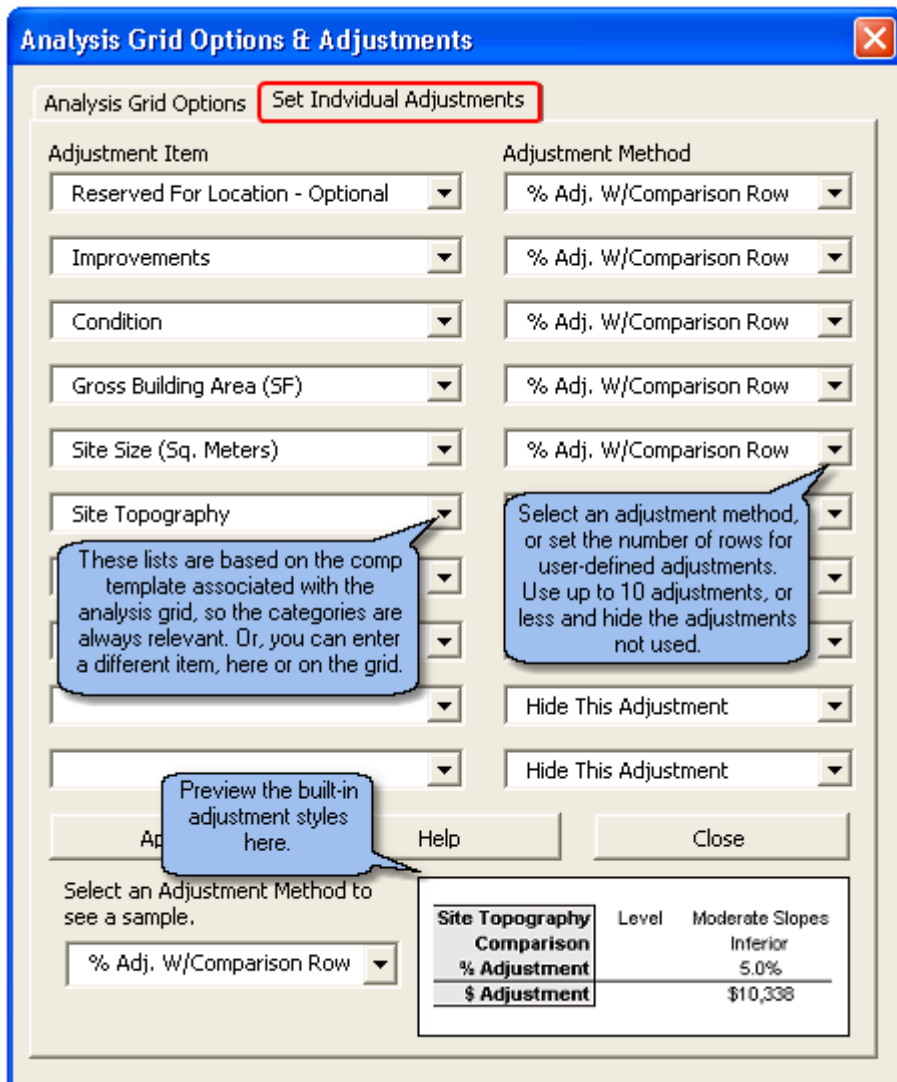 Analysis Grid Options & Adjustments
Analysis Grid Options
Set Indvidual Adjustments
Adjustment Item
Adjustment Method
Reserved For Location - Optional
% Adj. W/Comparison Row
Improvements
% Adj. W/Comparison Row
Condition
% Adj. W/Comparison Row
Gross Building Area (SF)
% Adj. W/Comparison Row
Site Size (Sq. Meters)
% Adj. W/Comparison Row
Site Topography
These lists are based on the comp
template associated with the
analysis grid, so the categories are
always relevant. Or, you can enter
a different item, here or on the grid.
Select an adjustment method,
or set the number of rows for
user-defined adjustments.
Use up to 10 adjustments, or
less and hide the adjustments
not used.
Hide This Adjustment
Hide This Adjustment
Preview the built-in
adjustment styles
here.
Help
Close
Select an Adjustment Method to
see a sample.
% Adj. W/Comparison Row
Site Topography Level Moderate Slopes
Comparison Inferior
% Adjustment 5.0%
$ Adjustment $10,338